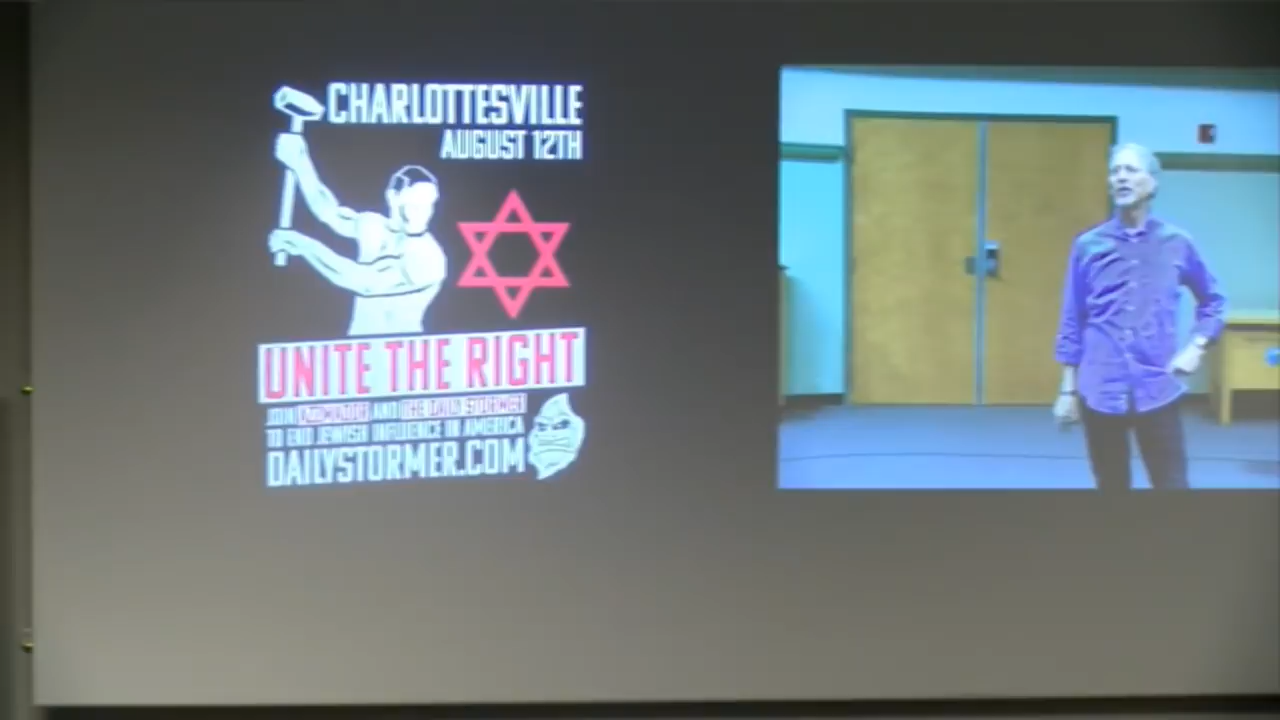 CHARLOTTESVILLE
AUGUST 12TH
UNITE THE RIGHT
JOIN AND THE DAILY STORMER
TO END JEWISH INFLUENCE IN AMERICA
DAILYSTORMER.COM